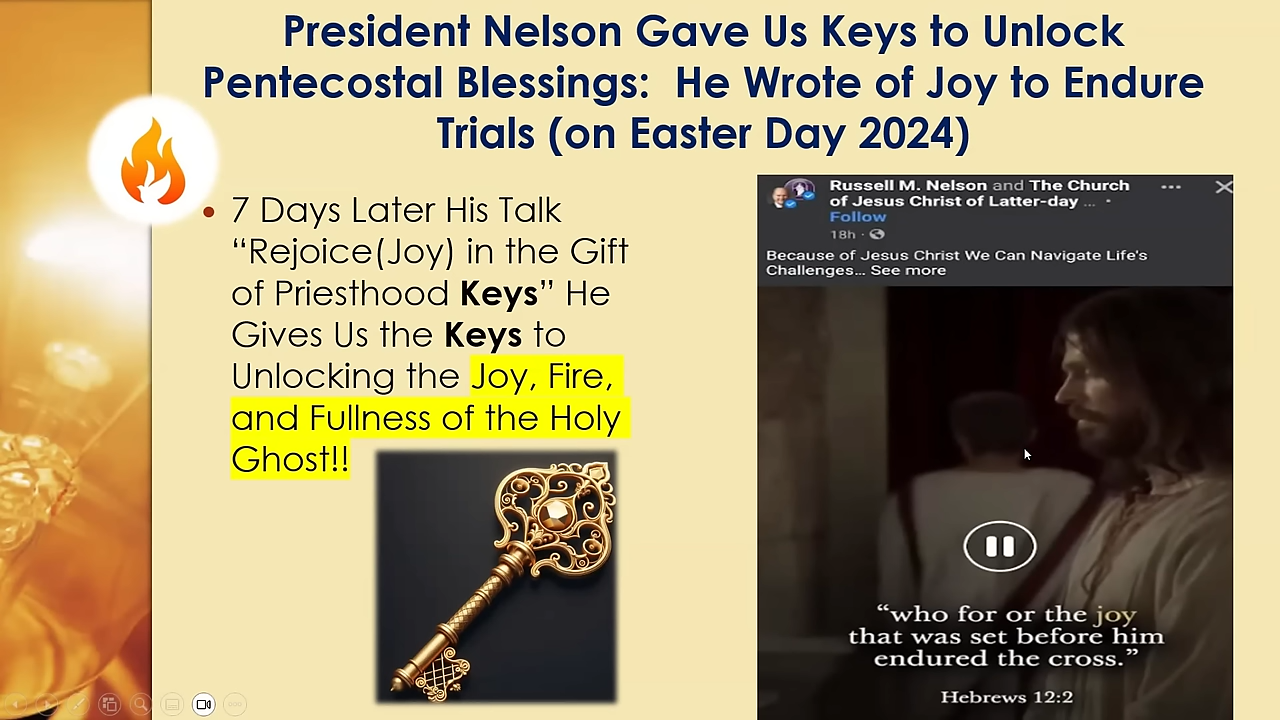 President Nelson Gave Us Keys to Unlock
Pentecostal Blessings:  He Wrote of Joy to Endure
Trials (on Easter Day 2024)
7 Days Later His Talk
“Rejoice(Joy) in the Gift
of Priesthood Keys” He
Gives Us the Keys to
Unlocking the Joy, Fire,
and Fullness of the Holy
Ghost!!
Russell M. Nelson and The Church
of Jesus Christ of Latter-day ... ·
Follow
18h ·
Because of Jesus Christ We Can Navigate Life's
Challenges... See more
“who for or the joy
that was set before him
endured the cross.”
Hebrews 12:2